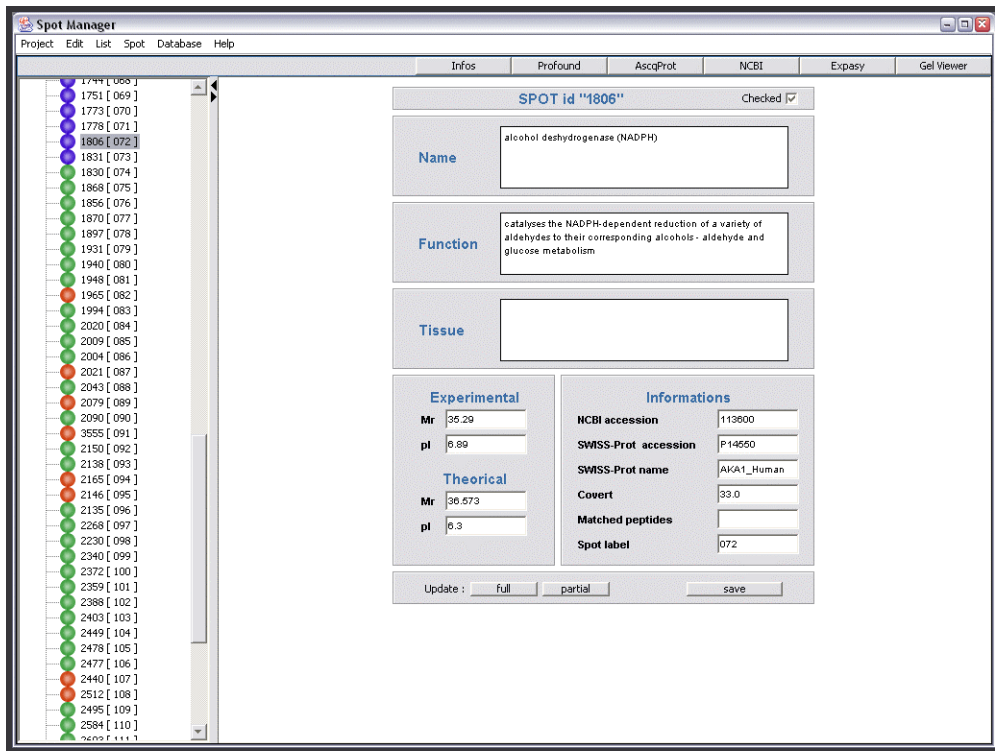 Spot Manager
Project Edit List Spot Database Help
Infos Profound AscqProt NCBI Expasy Gel Viewer
1744 [ 068 ]
1751 [ 069 ]
1773 [ 070 ]
1778 [ 071 ]
1806 [ 072 ]
1831 [ 073 ]
1830 [ 074 ]
1868 [ 075 ]
1856 [ 076 ]
1870 [ 077 ]
1897 [ 078 ]
1931 [ 079 ]
1940 [ 080 ]
1948 [ 081 ]
1965 [ 082 ]
1994 [ 083 ]
2020 [ 084 ]
2009 [ 085 ]
2004 [ 086 ]
2021 [ 087 ]
2043 [ 088 ]
2079 [ 089 ]
2090 [ 090 ]
3555 [ 091 ]
2150 [ 092 ]
2138 [ 093 ]
2165 [ 094 ]
2146 [ 095 ]
2135 [ 096 ]
2268 [ 097 ]
2230 [ 098 ]
2340 [ 099 ]
2372 [ 100 ]
2359 [ 101 ]
2388 [ 102 ]
2403 [ 103 ]
2449 [ 104 ]
2478 [ 105 ]
2477 [ 106 ]
2440 [ 107 ]
2512 [ 108 ]
2495 [ 109 ]
2584 [ 110 ]
2603 [ 111 ]
SPOT id "1806" Checked
Name
alcohol deshydrogenase (NADPH)
Function
catalyses the NADPH-dependent reduction of a variety of
aldehydes to their corresponding alcohols - aldehyde and
glucose metabolism
Tissue
Experimental
Mr 35.29
pI 6.89
Theorical
Mr 36.573
pI 6.3
Informations
NCBI accession 113600
SWISS-Prot accession P14550
SWISS-Prot name AKA1_Human
Covert 33.0
Matched peptides
Spot label 072
Update : full partial save